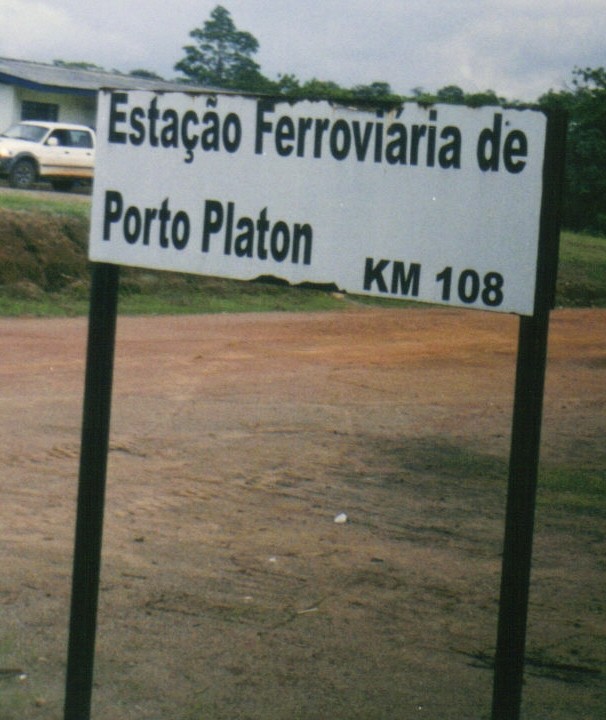 Estação Ferroviária de
Porto Platon
KM 108